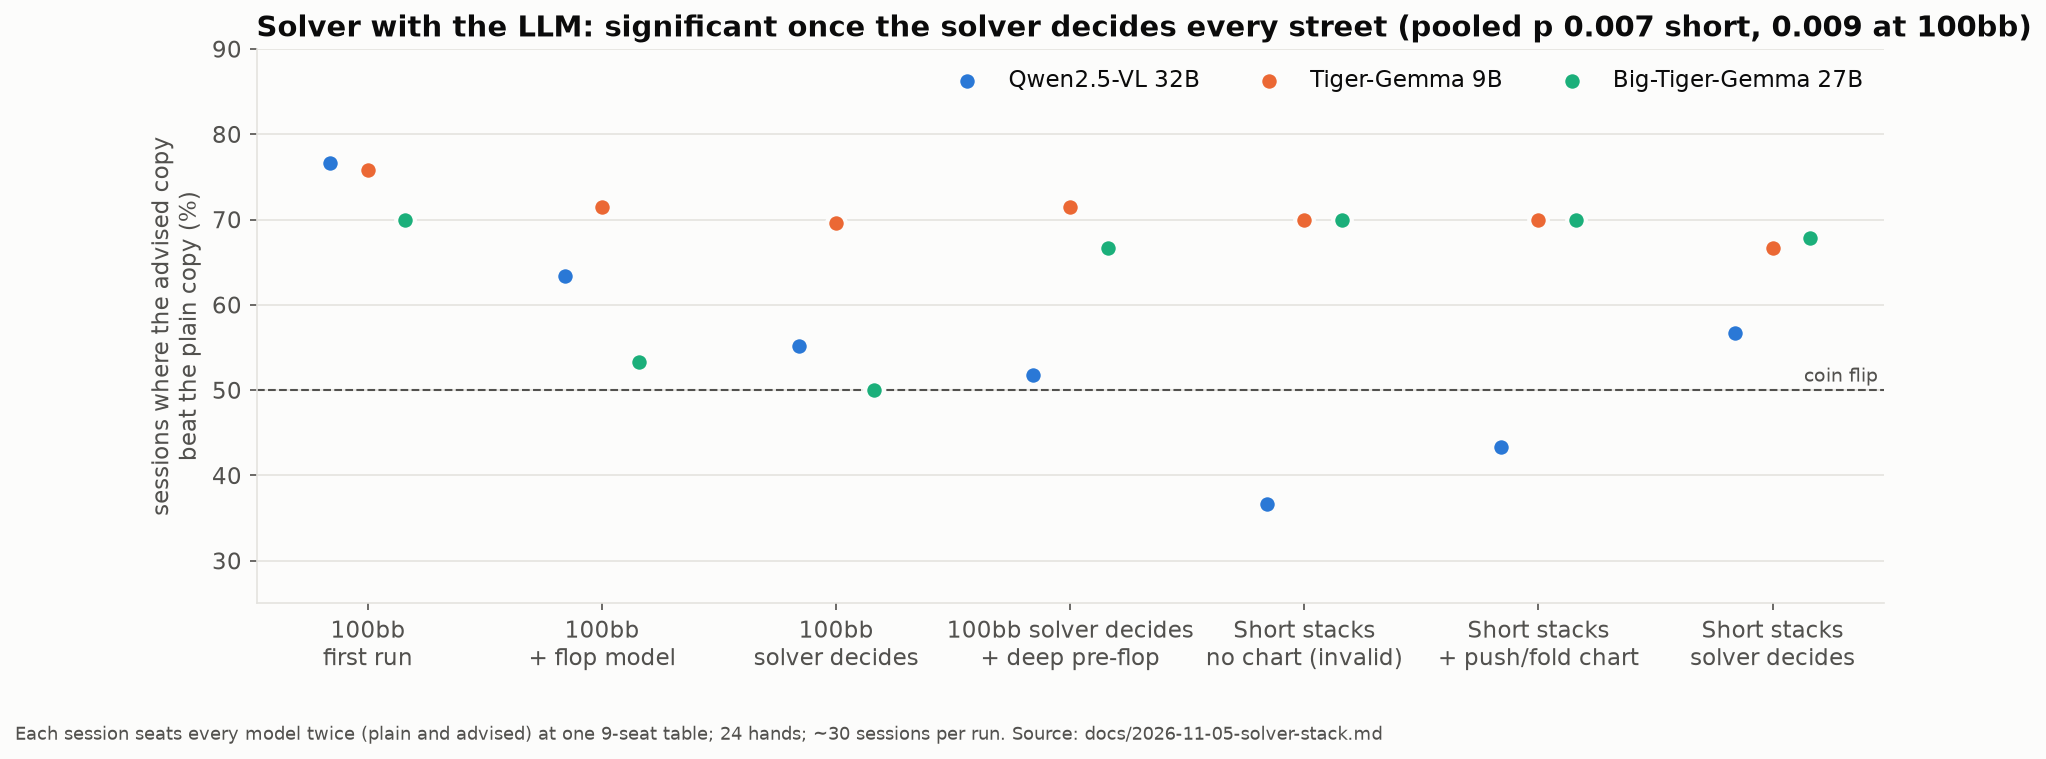 Solver with the LLM: significant once the solver decides every street (pooled p 0.007 short, 0.009 at 100bb)
Qwen2.5-VL 32B
Tiger-Gemma 9B
Big-Tiger-Gemma 27B
sessions where the advised copy
beat the plain copy (%)
90
80
70
60
50
40
30
coin flip
100bb
first run
100bb
+ flop model
100bb
solver decides
100bb solver decides
+ deep pre-flop
Short stacks
no chart (invalid)
Short stacks
+ push/fold chart
Short stacks
solver decides
Each session seats every model twice (plain and advised) at one 9-seat table; 24 hands; ~30 sessions per run. Source: docs/2026-11-05-solver-stack.md